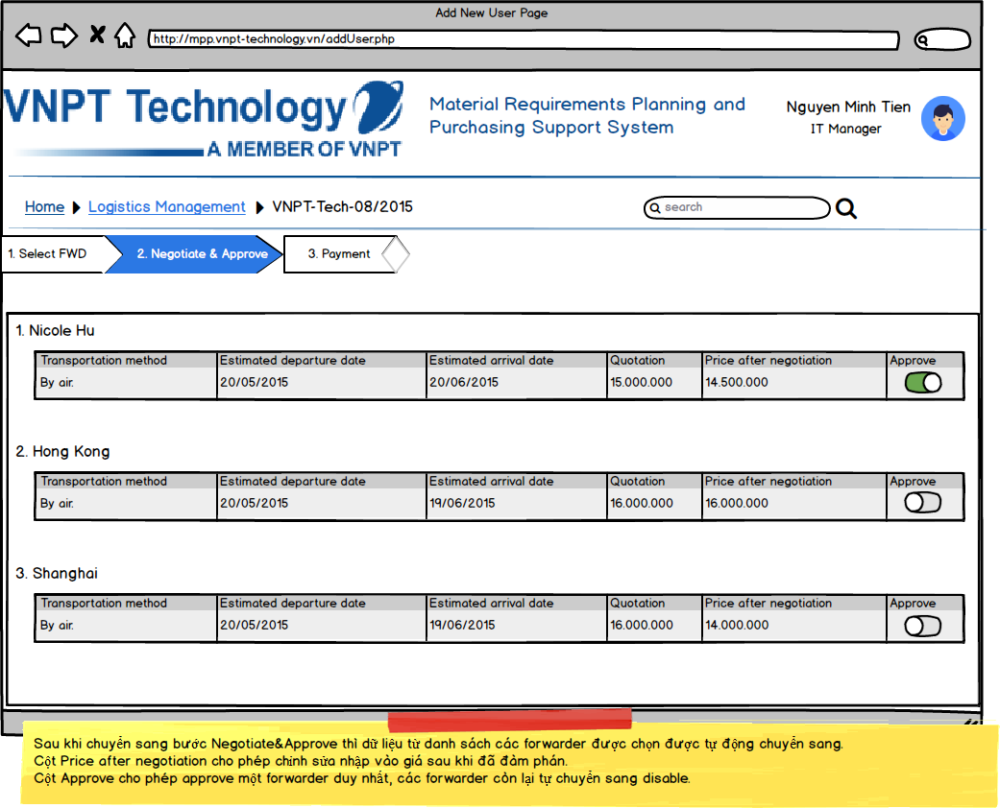 Add New User Page
http://mpp.vnpt-technology.vn/addUser.php
VNPT Technology
A MEMBER OF VNPT
Material Requirements Planning and
Purchasing Support System
Nguyen Minh Tien
IT Manager
Home Logistics Management VNPT-Tech-08/2015
search
1. Select FWD 2. Negotiate & Approve 3. Payment
1. Nicole Hu
Transportation method Estimated departure date Estimated arrival date Quotation Price after negotiation Approve
By air. 20/05/2015 20/06/2015 15.000.000 14.500.000
2. Hong Kong
Transportation method Estimated departure date Estimated arrival date Quotation Price after negotiation Approve
By air. 20/05/2015 19/06/2015 16.000.000 16.000.000
3. Shanghai
Transportation method Estimated departure date Estimated arrival date Quotation Price after negotiation Approve
By air. 20/05/2015 19/06/2015 16.000.000 14.000.000
Sau khi chuyển sang bước Negotiate&Approve thì dữ liệu từ danh sách các forwarder được chọn được tự động chuyển sang.
Cột Price after negotiation cho phép chỉnh sửa nhập vào giá sau khi đã đàm phán.
Cột Approve cho phép approve một forwarder duy nhất, các forwarder còn lại tự chuyển sang disable.